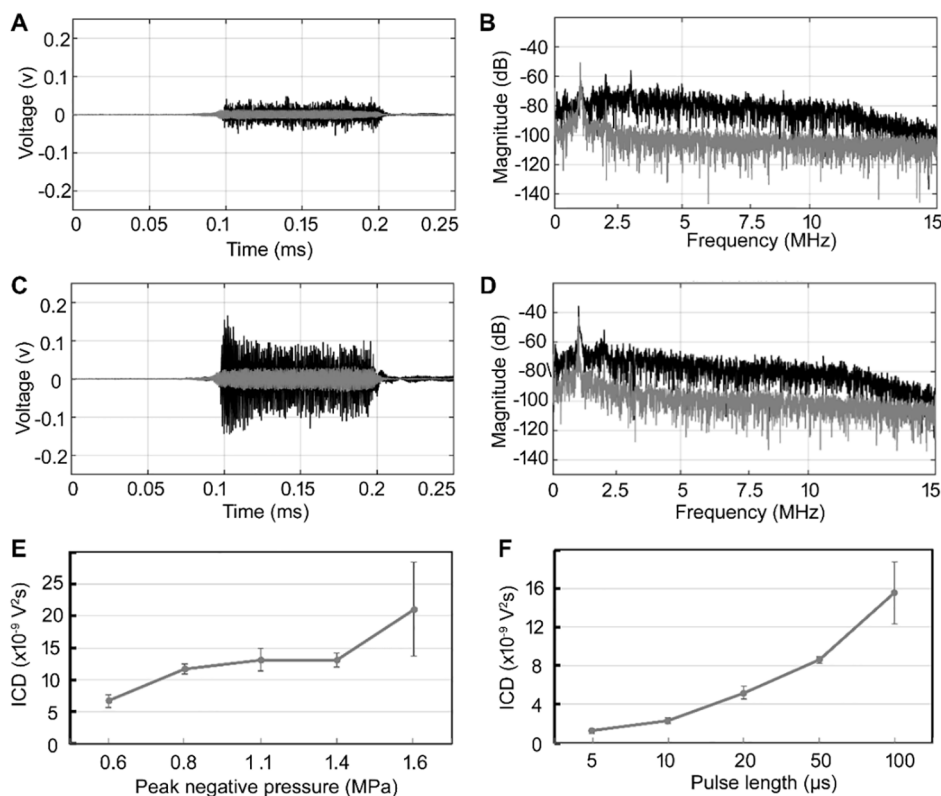 A
0.2
0.1
0
-0.1
-0.2
Voltage (v)
0 0.05 0.1 0.15 0.2 0.25
Time (ms)
B
-40
-60
-80
-100
-120
-140
Magnitude (dB)
0 2.5 5 7.5 10 15
Frequency (MHz)
C
0.2
0.1
0
-0.1
-0.2
Voltage (v)
0 0.05 0.1 0.15 0.2 0.25
Time (ms)
D
-40
-60
-80
-100
-120
-140
Magnitude (dB)
0 2.5 5 7.5 10 15
Frequency (MHz)
E
25
20
15
10
5
0
ICD (x10⁻⁹ V²s)
0.6 0.8 1.1 1.4 1.6
Peak negative pressure (MPa)
F
16
12
8
4
0
ICD (x10⁻⁹ V²s)
5 10 20 50 100
Pulse length (µs)